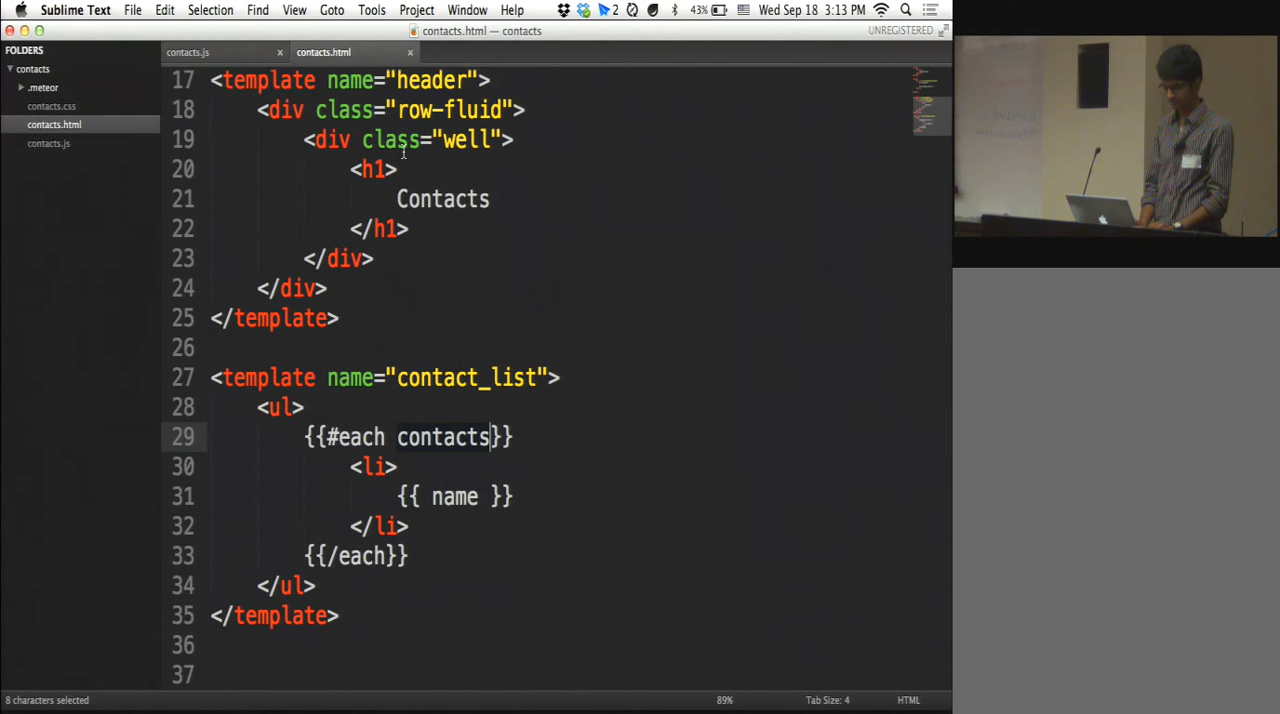 Sublime Text File Edit Selection Find View Goto Tools Project Window Help 2 43% Wed Sep 18 3:13 PM
contacts.html — contacts UNREGISTERED
FOLDERS
contacts
.meteor
contacts.css
contacts.html
contacts.js
contacts.js × contacts.html ×
17 <template name="header">
18 <div class="row-fluid">
19 <div class="well">
20 <h1>
21 Contacts
22 </h1>
23 </div>
24 </div>
25 </template>
26
27 <template name="contact_list">
28 <ul>
29 {{#each contacts}}
30 <li>
31 {{ name }}
32 </li>
33 {{/each}}
34 </ul>
35 </template>
36
37
8 characters selected 89% Tab Size: 4 HTML